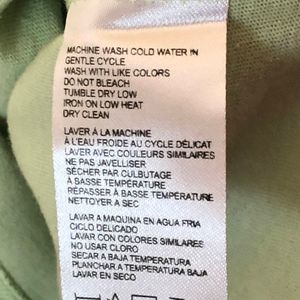 MACHINE WASH COLD WATER IN
GENTLE CYCLE
WASH WITH LIKE COLORS
DO NOT BLEACH
TUMBLE DRY LOW
IRON ON LOW HEAT
DRY CLEAN
LAVER À LA MACHINE
À L'EAU FROIDE AU CYCLE DÉLICAT
LAVER AVEC COULEURS SIMILAIRES
NE PAS JAVELLISER
SÉCHER PAR CULBUTAGE
À BASSE TEMPÉRATURE
RÉPASSER À BASSE TEMPÉRATURE
NETTOYER A SEC
LAVAR A MAQUINA EN AGUA FRIA
CICLO DELICADO
LAVAR CON COLORES SIMILARES
NO USAR CLORO
SECAR A BAJA TEMPERATURA
PLANCHAR A TEMPERATURA BAJA
LAVAR EN SECO